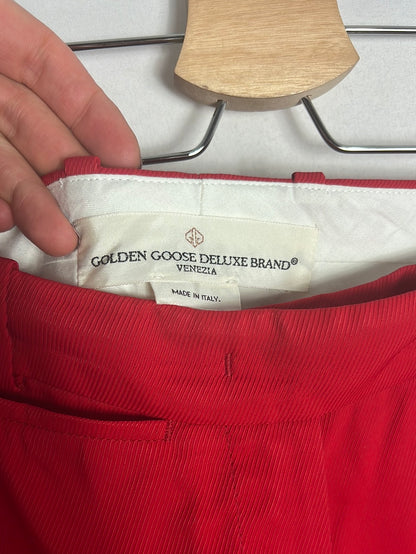 GOLDEN GOOSE DELUXE BRAND®
VENEZIA
MADE IN ITALY.